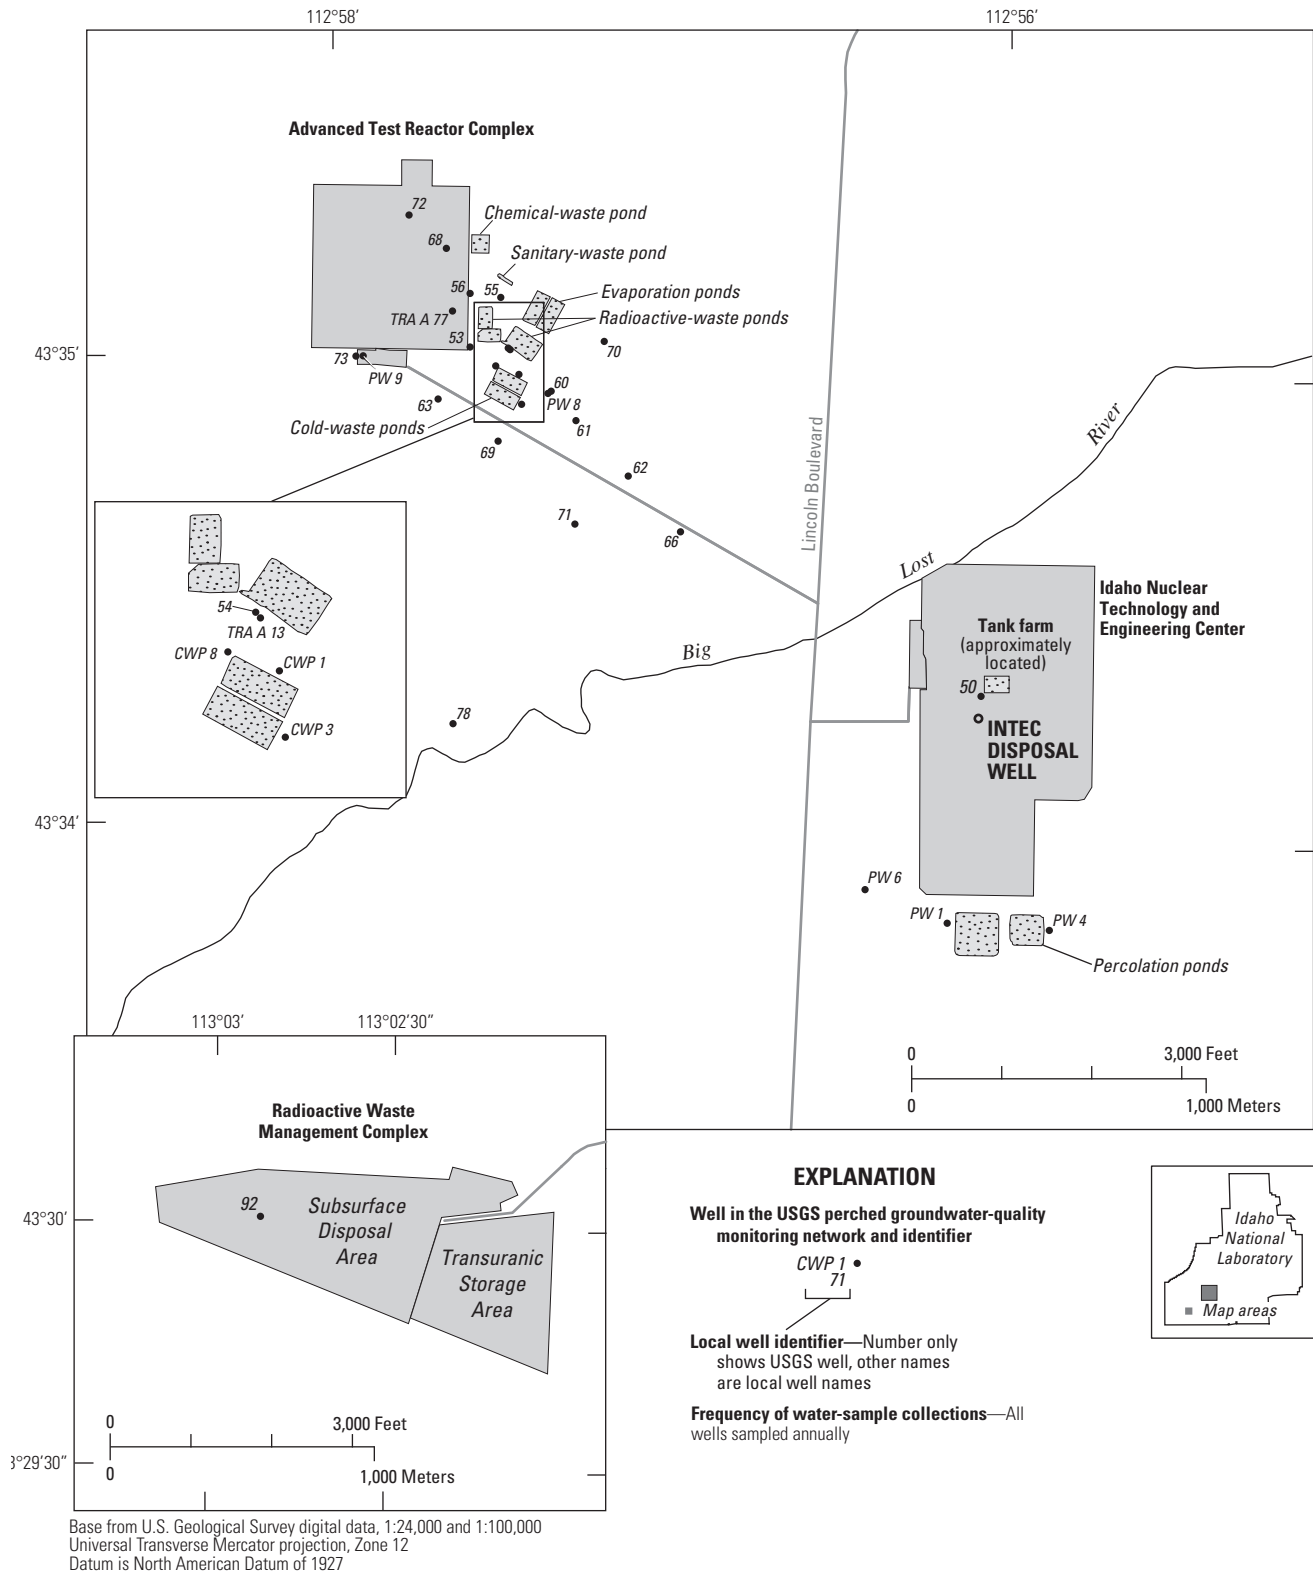 112°58’
112°56’
Advanced Test Reactor Complex
72
Chemical-waste pond
68
Sanitary-waste pond
56
55
Evaporation ponds
TRA A 77
Radioactive-waste ponds
53
70
43°35’
73
PW 9
60
PW 8
63
61
Cold-waste ponds
69
62
71
66
Lincoln Boulevard
River
Lost
Big
54
TRA A 13
CWP 8
CWP 1
CWP 3
78
Idaho Nuclear
Technology and
Engineering Center
Tank farm
(approximately
located)
50
INTEC
DISPOSAL
WELL
43°34’
PW 6
PW 1
PW 4
Percolation ponds
0
3,000 Feet
0
1,000 Meters
113°03’
113°02’30”
Radioactive Waste
Management Complex
92
Subsurface
Disposal
Area
Transuranic
Storage
Area
43°30’
0
3,000 Feet
0
1,000 Meters
3°29’30”
EXPLANATION
Well in the USGS perched groundwater-quality
monitoring network and identifier
CWP 1
71
Local well identifier—Number only
shows USGS well, other names
are local well names
Frequency of water-sample collections—All
wells sampled annually
Idaho
National
Laboratory
Map areas
Base from U.S. Geological Survey digital data, 1:24,000 and 1:100,000
Universal Transverse Mercator projection, Zone 12
Datum is North American Datum of 1927